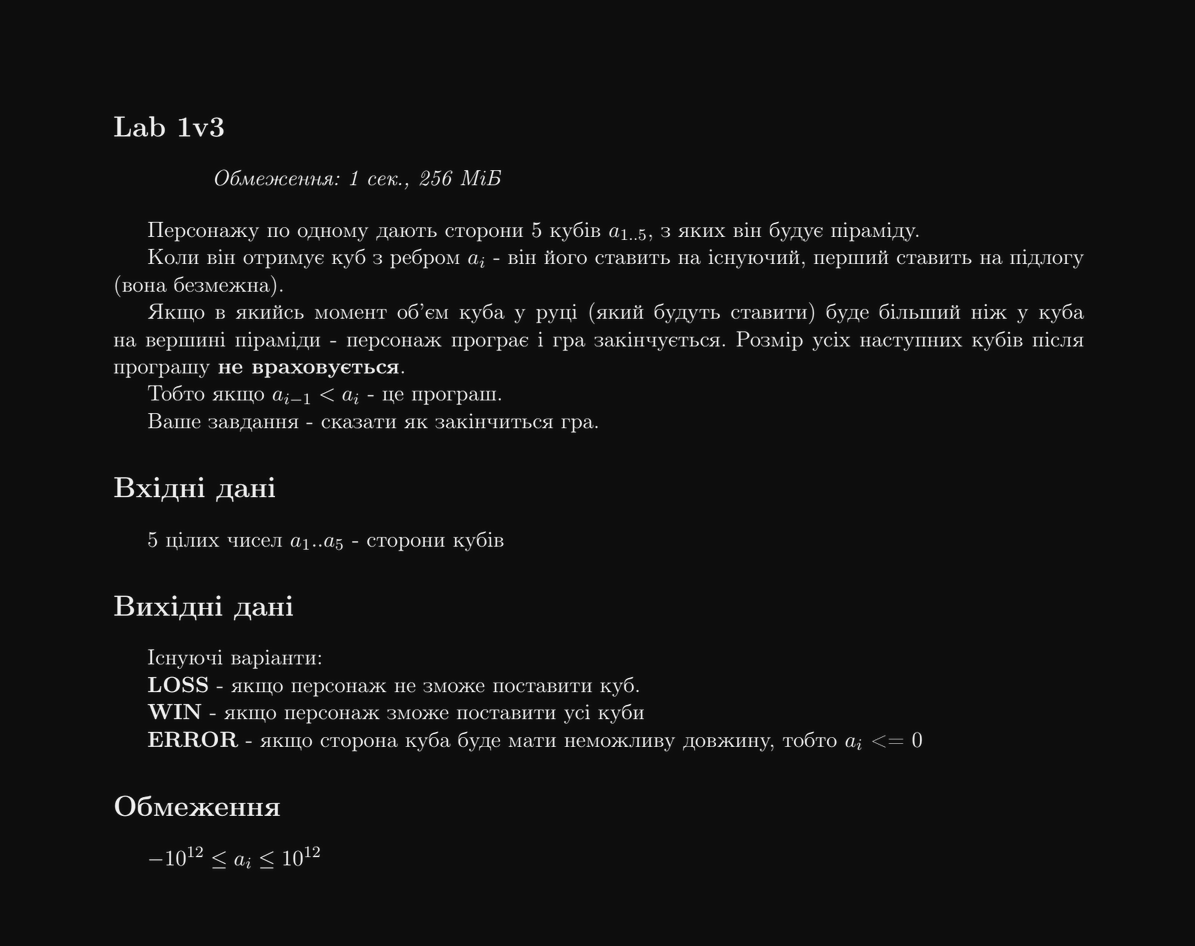 Lab 1v3
Обмеження: 1 сек., 256 МіБ
Персонажу по одному дають сторони 5 кубів a₁..₅, з яких він будує піраміду.
Коли він отримує куб з ребром aᵢ - він його ставить на існуючий, перший ставить на підлогу
(вона безмежна).
Якщо в якийсь момент об'єм куба у руці (який будуть ставити) буде більший ніж у куба
на вершині піраміди - персонаж програє і гра закінчується. Розмір усіх наступних кубів після
програшу не враховується.
Тобто якщо aᵢ₋₁ < aᵢ - це програш.
Ваше завдання - сказати як закінчиться гра.
Вхідні дані
5 цілих чисел a₁..a₅ - сторони кубів
Вихідні дані
Існуючі варіанти:
LOSS - якщо персонаж не зможе поставити куб.
WIN - якщо персонаж зможе поставити усі куби
ERROR - якщо сторона куба буде мати неможливу довжину, тобто aᵢ <= 0
Обмеження
−10¹² ≤ aᵢ ≤ 10¹²